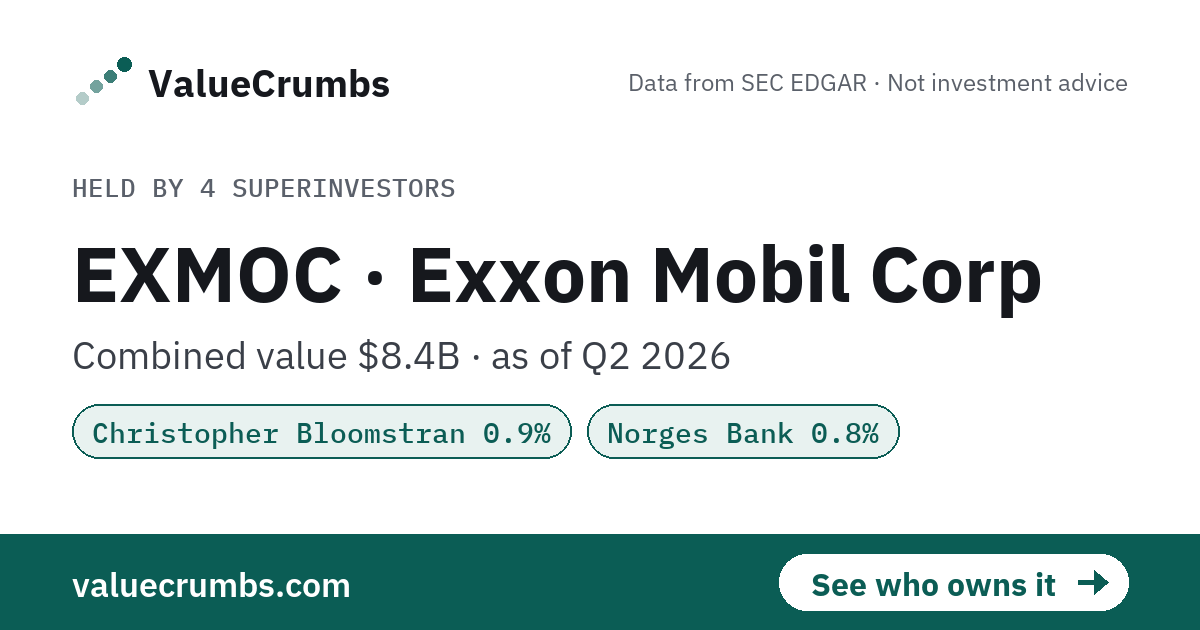 ValueCrumbs
Data from SEC EDGAR · Not investment advice
HELD BY 4 SUPERINVESTORS
EXMOC · Exxon Mobil Corp
Combined value $8.4B · as of Q2 2026
Christopher Bloomstran 0.9%
Norges Bank 0.8%
valuecrumbs.com
See who owns it →